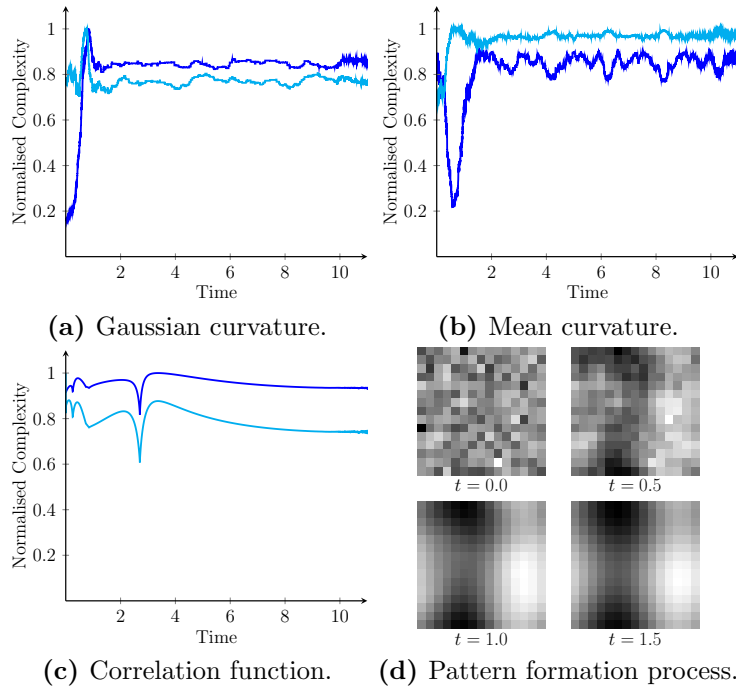 Normalised Complexity
1
0.8
0.6
0.4
0.2
2 4 6 8 10
Time
(a) Gaussian curvature.
Normalised Complexity
1
0.8
0.6
0.4
0.2
2 4 6 8 10
Time
(b) Mean curvature.
Normalised Complexity
1
0.8
0.6
0.4
0.2
2 4 6 8 10
Time
(c) Correlation function.
t = 0.0 t = 0.5
t = 1.0 t = 1.5
(d) Pattern formation process.